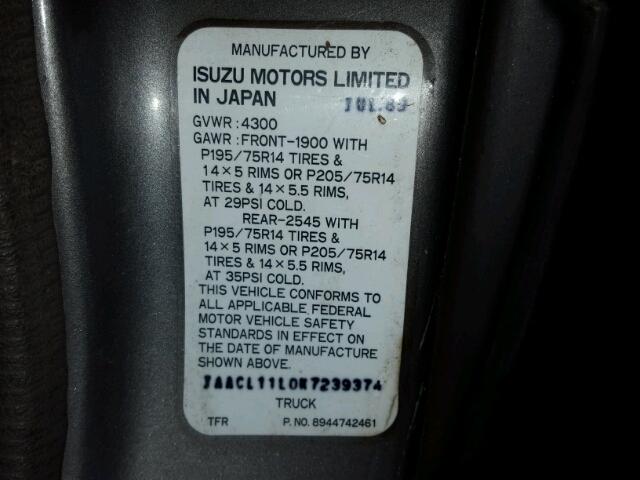 MANUFACTURED BY
ISUZU MOTORS LIMITED
IN JAPAN JUL.89
GVWR : 4300
GAWR : FRONT-1900 WITH
P195/75R14 TIRES &
14×5 RIMS OR P205/75R14
TIRES & 14×5.5 RIMS,
AT 29PSI COLD.
REAR-2545 WITH
P195/75R14 TIRES &
14×5 RIMS OR P205/75R14
TIRES & 14×5.5 RIMS,
AT 35PSI COLD.
THIS VEHICLE CONFORMS TO
ALL APPLICABLE FEDERAL
MOTOR VEHICLE SAFETY
STANDARDS IN EFFECT ON
THE DATE OF MANUFACTURE
SHOWN ABOVE.
JAACL11L0K7239374
TRUCK
TFR P. NO. 8944742461